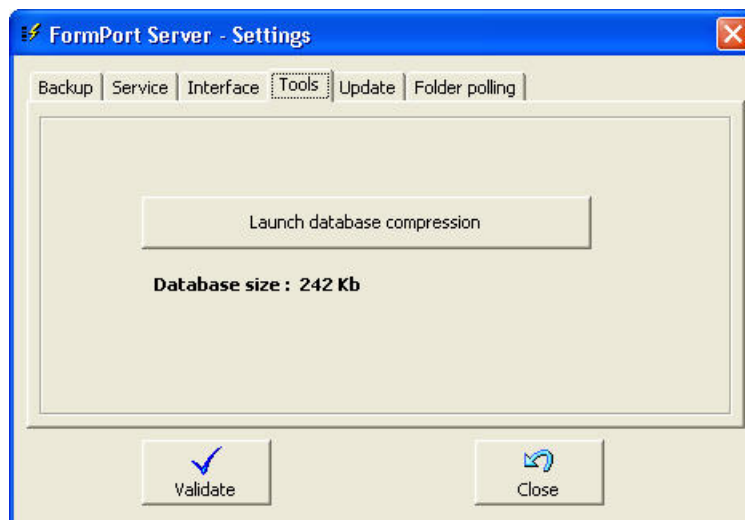 FormPort Server - Settings
Backup Service Interface Tools Update Folder polling
Launch database compression
Database size : 242 Kb
Validate Close